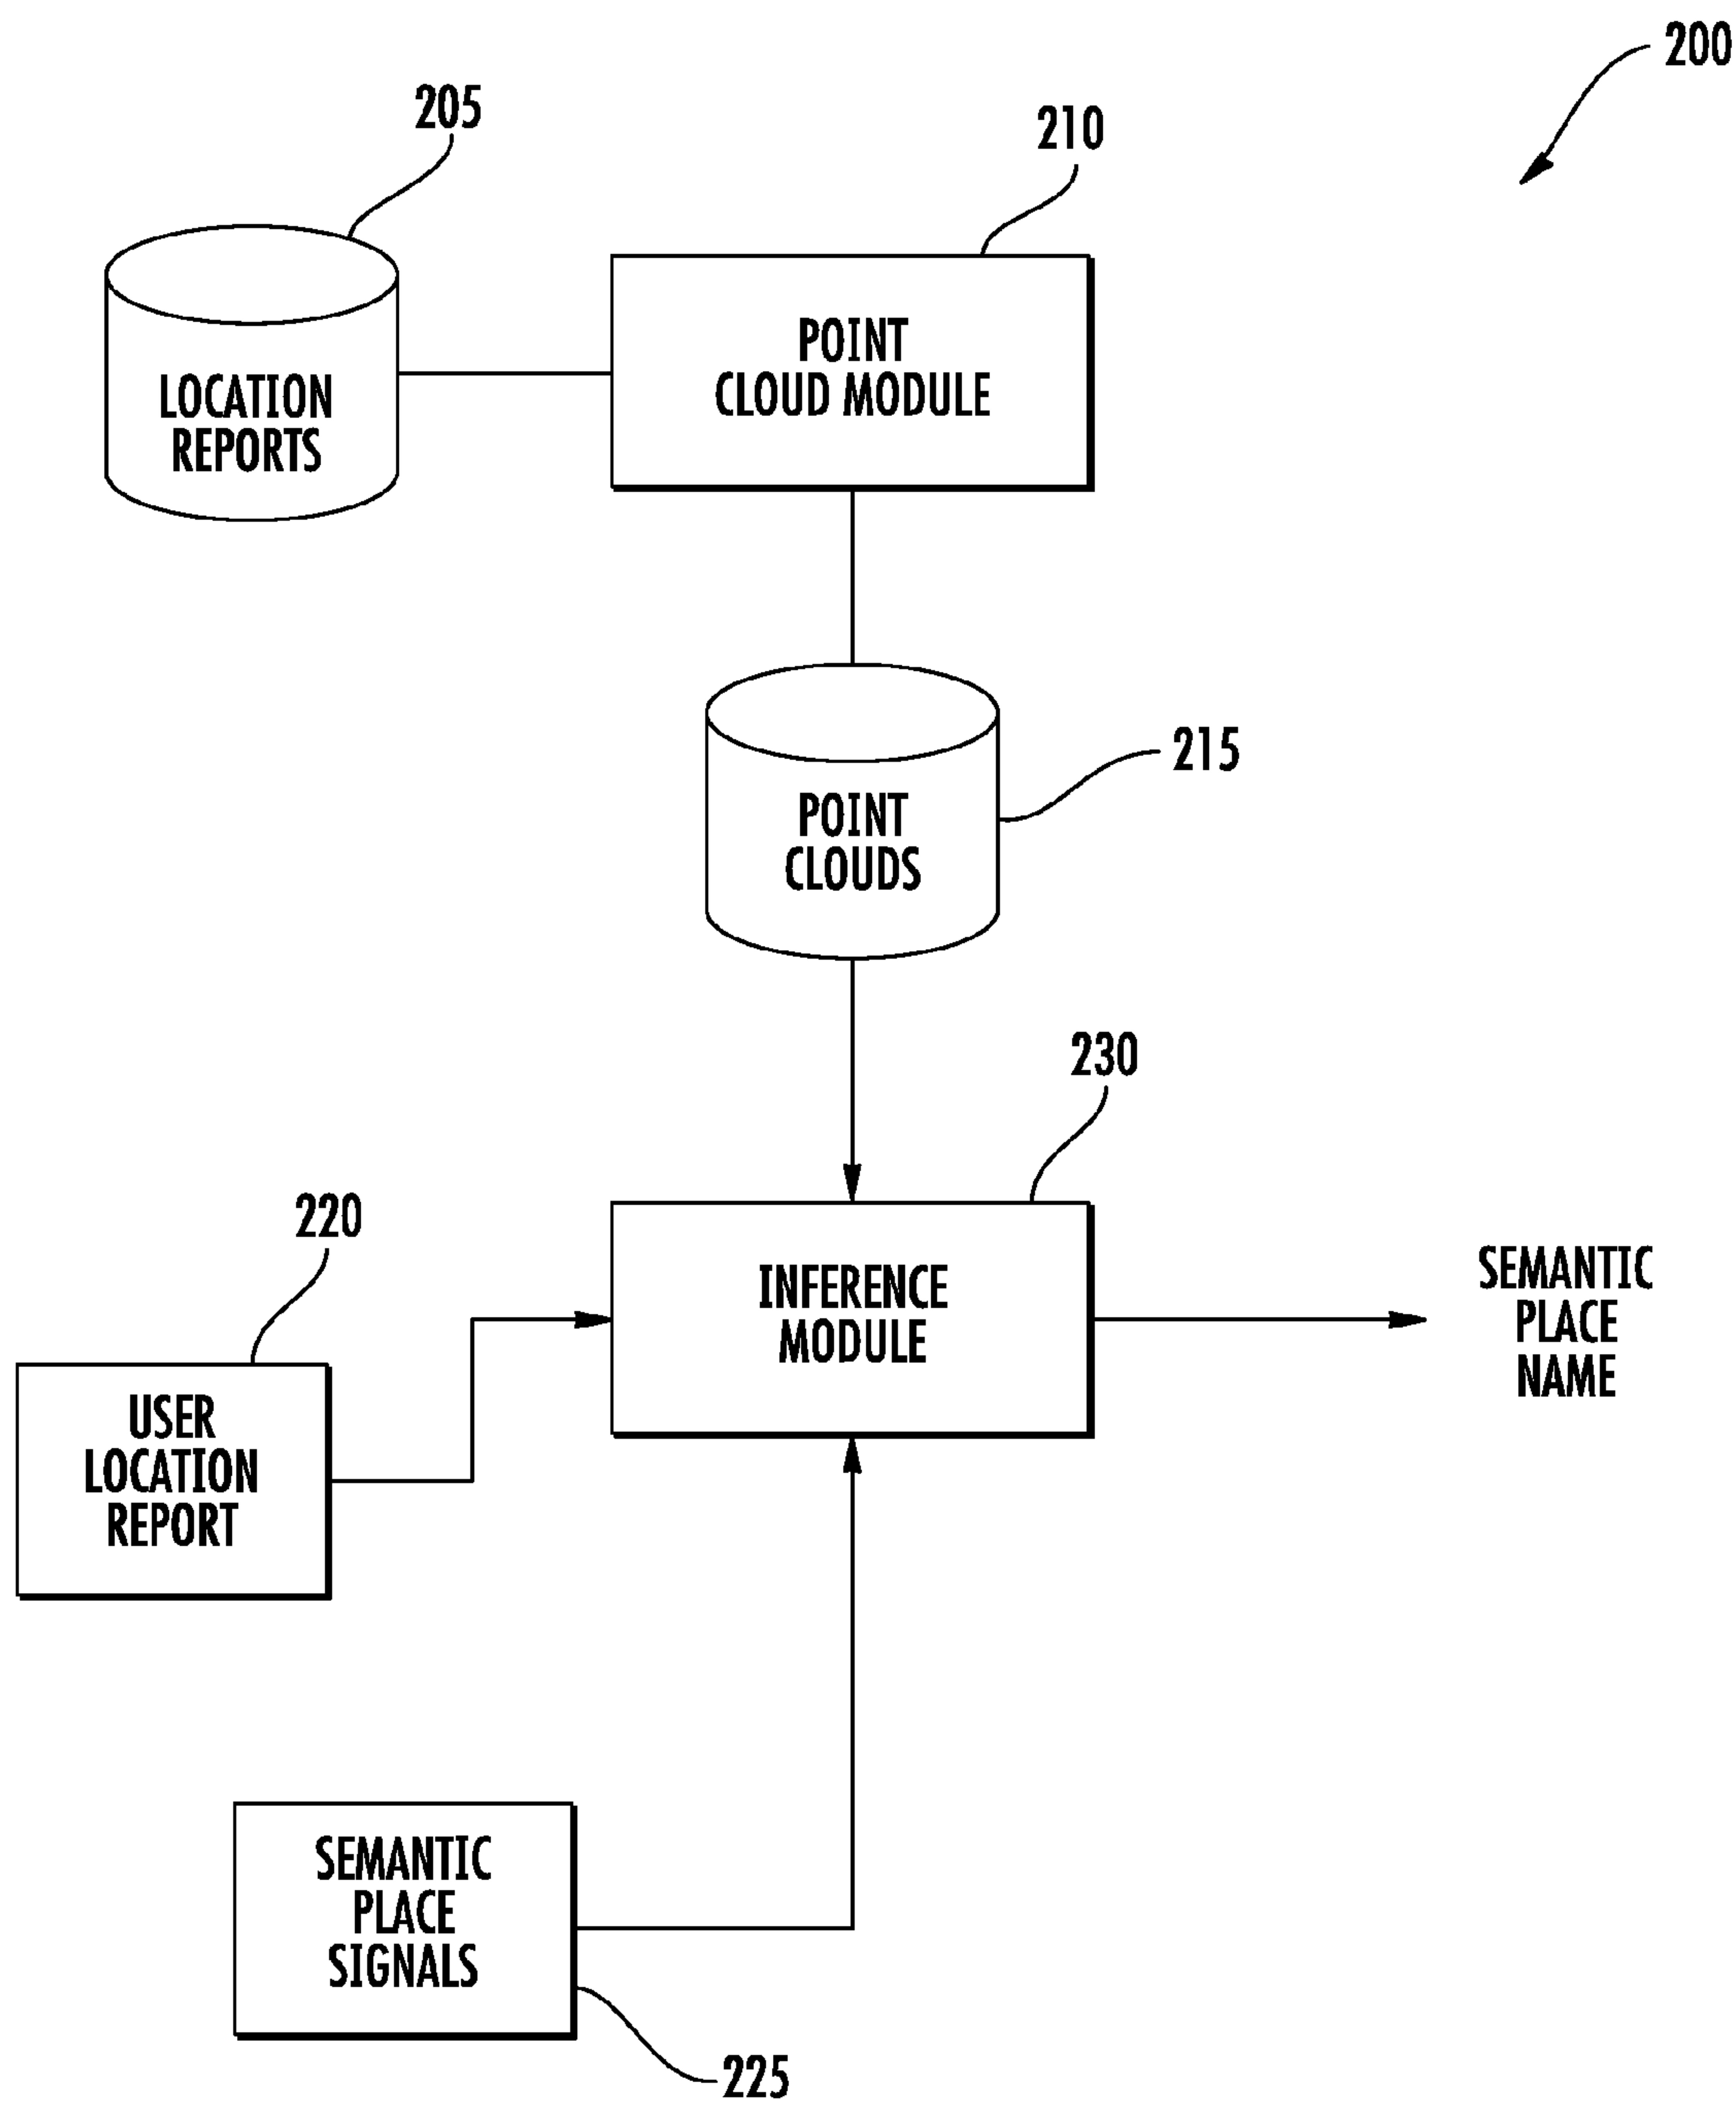 200
205
210
LOCATION
REPORTS
POINT
CLOUD MODULE
215
POINT
CLOUDS
230
220
INFERENCE
MODULE
SEMANTIC
PLACE
NAME
USER
LOCATION
REPORT
SEMANTIC
PLACE
SIGNALS
225